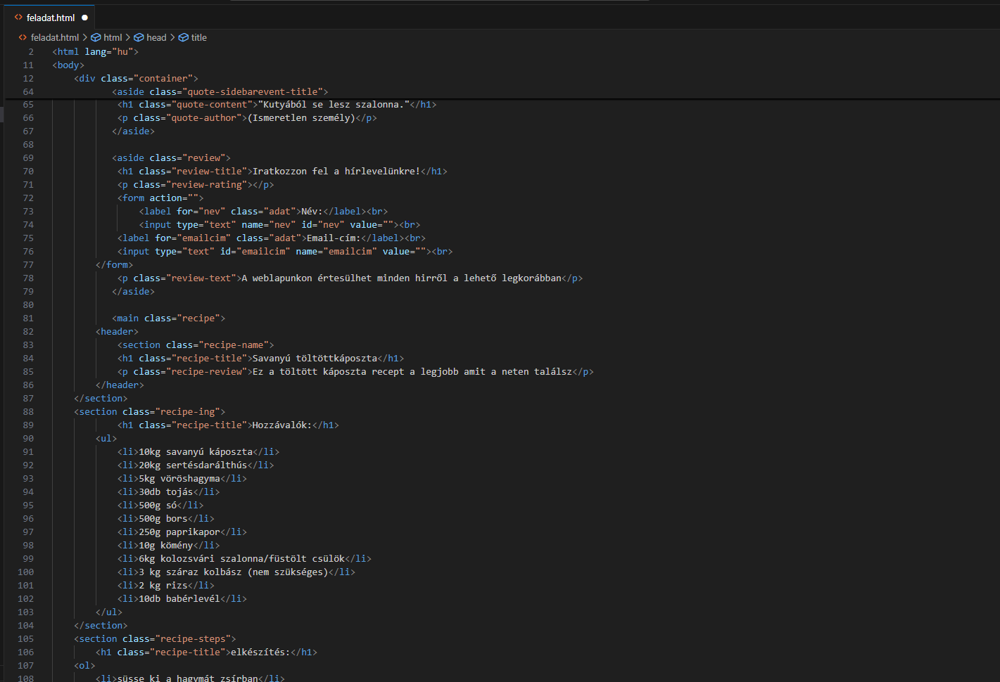 feladat.html
feladat.html > html > head > title
2 <html lang="hu">
11 <body>
12 <div class="container">
64 <aside class="quote-sidebarevent-title">
65 <h1 class="quote-content">"Kutyából se lesz szalonna."</h1>
66 <p class="quote-author">(Ismeretlen személy)</p>
67 </aside>
68
69 <aside class="review">
70 <h1 class="review-title">Iratkozzon fel a hírlevelünkre!</h1>
71 <p class="review-rating"></p>
72 <form action="">
73 <label for="nev" class="adat">Név:</label><br>
74 <input type="text" name="nev" id="nev" value=""><br>
75 <label for="emailcim" class="adat">Email-cím:</label><br>
76 <input type="text" id="emailcim" name="emailcim" value=""><br>
77 </form>
78 <p class="review-text">A weblapunkon értesülhet minden hirről a lehető legkorábban</p>
79 </aside>
80
81 <main class="recipe">
82 <header>
83 <section class="recipe-name">
84 <h1 class="recipe-title">Savanyú töltöttkáposzta</h1>
85 <p class="recipe-review">Ez a töltött káposzta recept a legjobb amit a neten találsz</p>
86 </header>
87 </section>
88 <section class="recipe-ing">
89 <h1 class="recipe-title">Hozzávalók:</h1>
90 <ul>
91 <li>10kg savanyú káposzta</li>
92 <li>20kg sertésdarálthús</li>
93 <li>5kg vöröshagyma</li>
94 <li>30db tojás</li>
95 <li>500g só</li>
96 <li>500g bors</li>
97 <li>250g paprikapor</li>
98 <li>10g kömény</li>
99 <li>6kg kolozsvári szalonna/füstölt csülök</li>
100 <li>3 kg száraz kolbász (nem szükséges)</li>
101 <li>2 kg rizs</li>
102 <li>10db babérlevél</li>
103 </ul>
104 </section>
105 <section class="recipe-steps">
106 <h1 class="recipe-title">elkészítés:</h1>
107 <ol>
108 <li>süsse ki a hagymát zsírban</li>